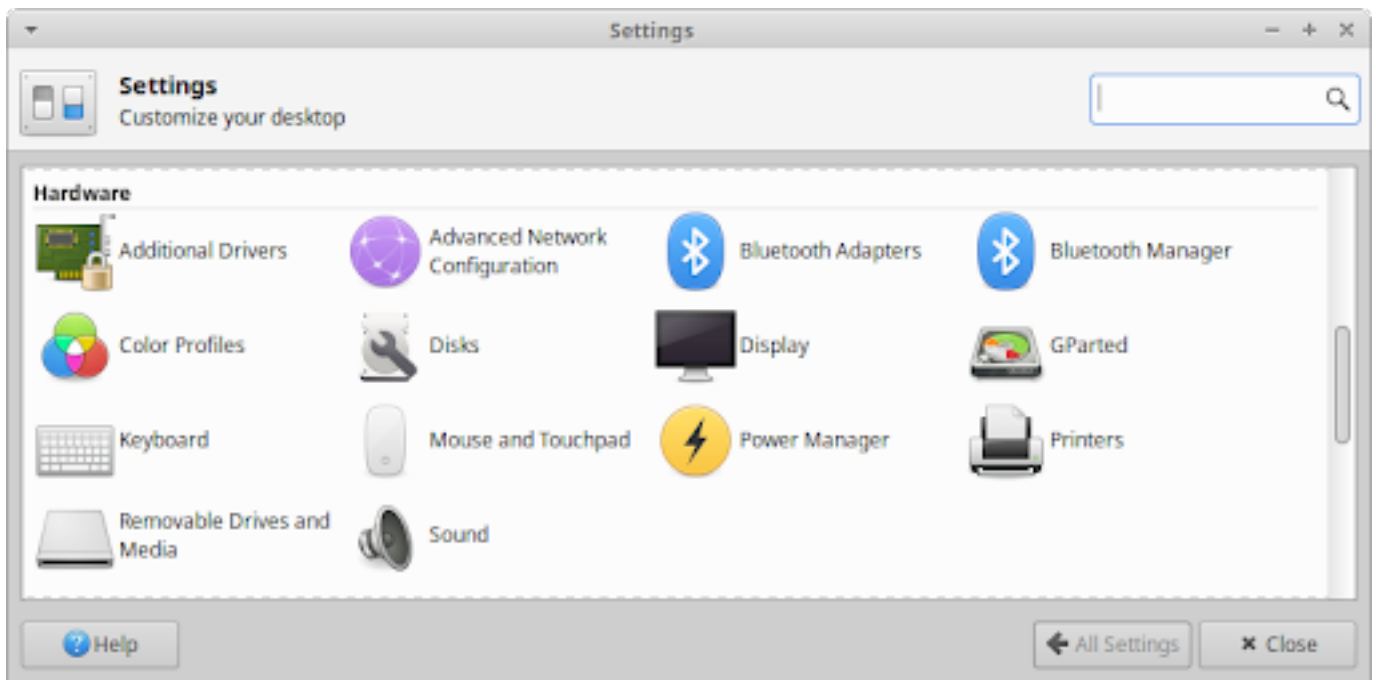 Settings
Settings
Customize your desktop
Hardware
Additional Drivers
Advanced Network
Configuration
Bluetooth Adapters
Bluetooth Manager
Color Profiles
Disks
Display
GParted
Keyboard
Mouse and Touchpad
Power Manager
Printers
Removable Drives and
Media
Sound
Help
All Settings
Close